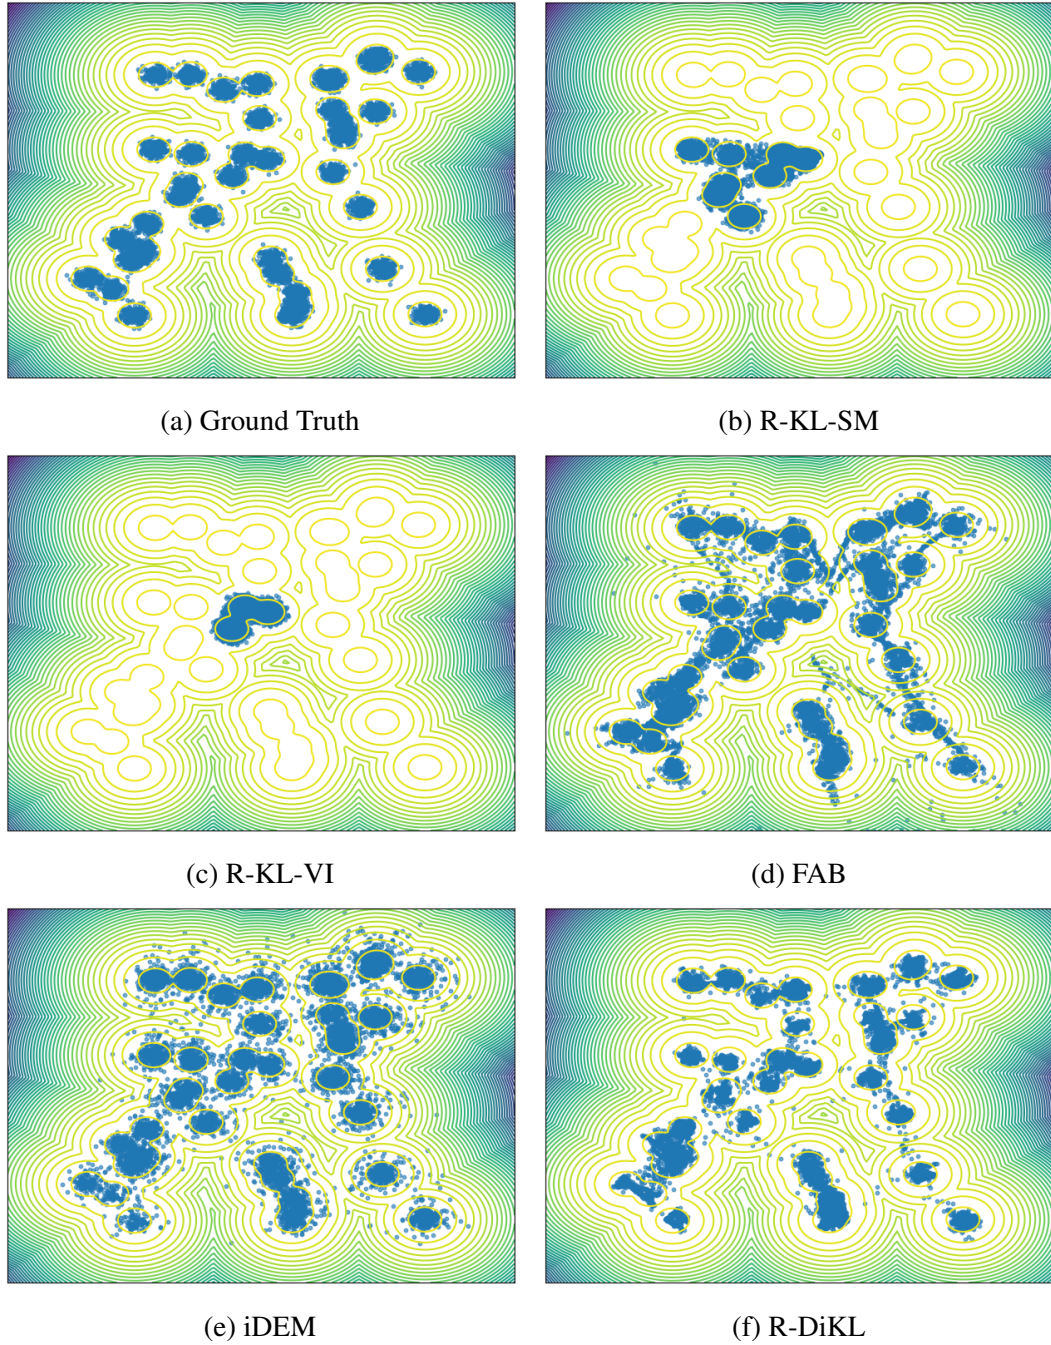 (a) Ground Truth
(b) R-KL-SM
(c) R-KL-VI
(d) FAB
(e) iDEM
(f) R-DiKL